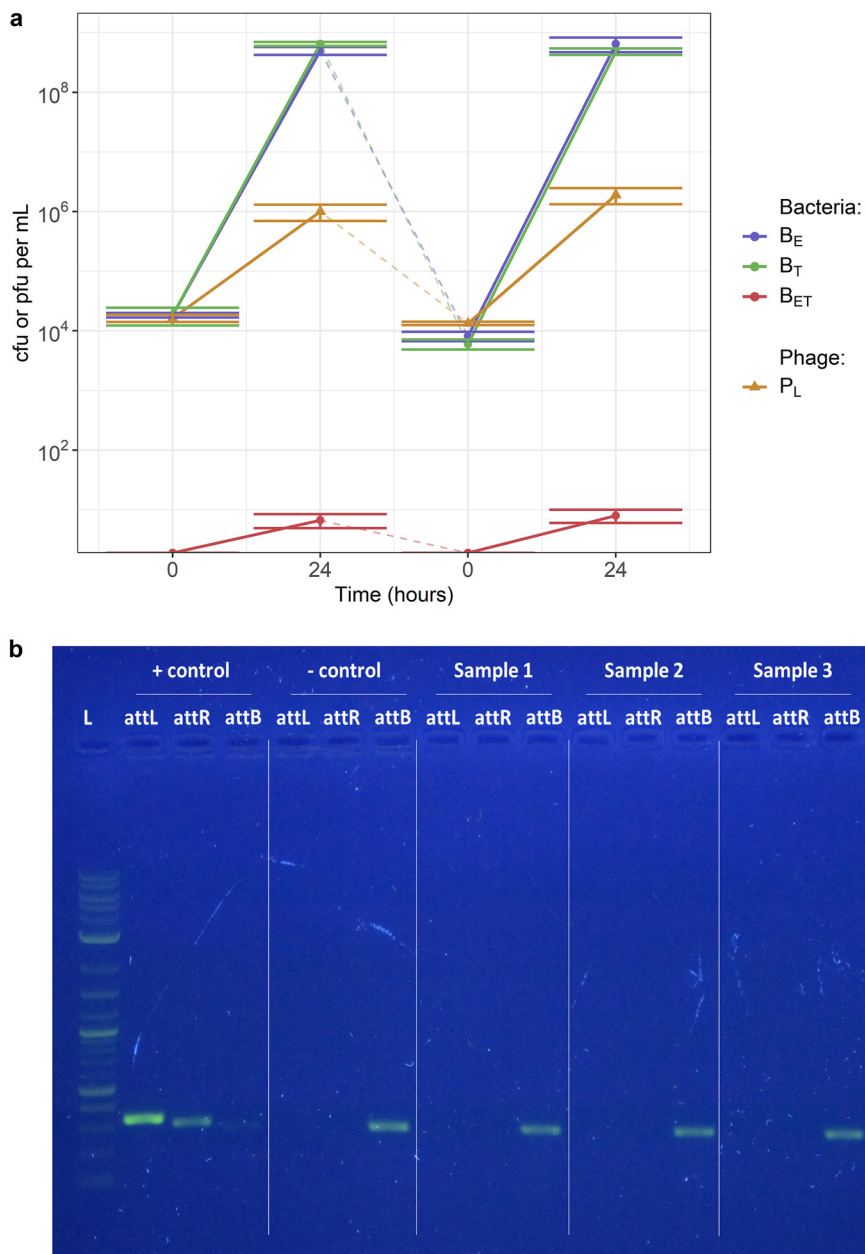 a
cfu or pfu per mL
10^8
10^6
10^4
10^2
0 24 0 24
Time (hours)
Bacteria:
B_E
B_T
B_ET
Phage:
P_L
b
+ control - control Sample 1 Sample 2 Sample 3
L attL attR attB attL attR attB attL attR attB attL attR attB attL attR attB